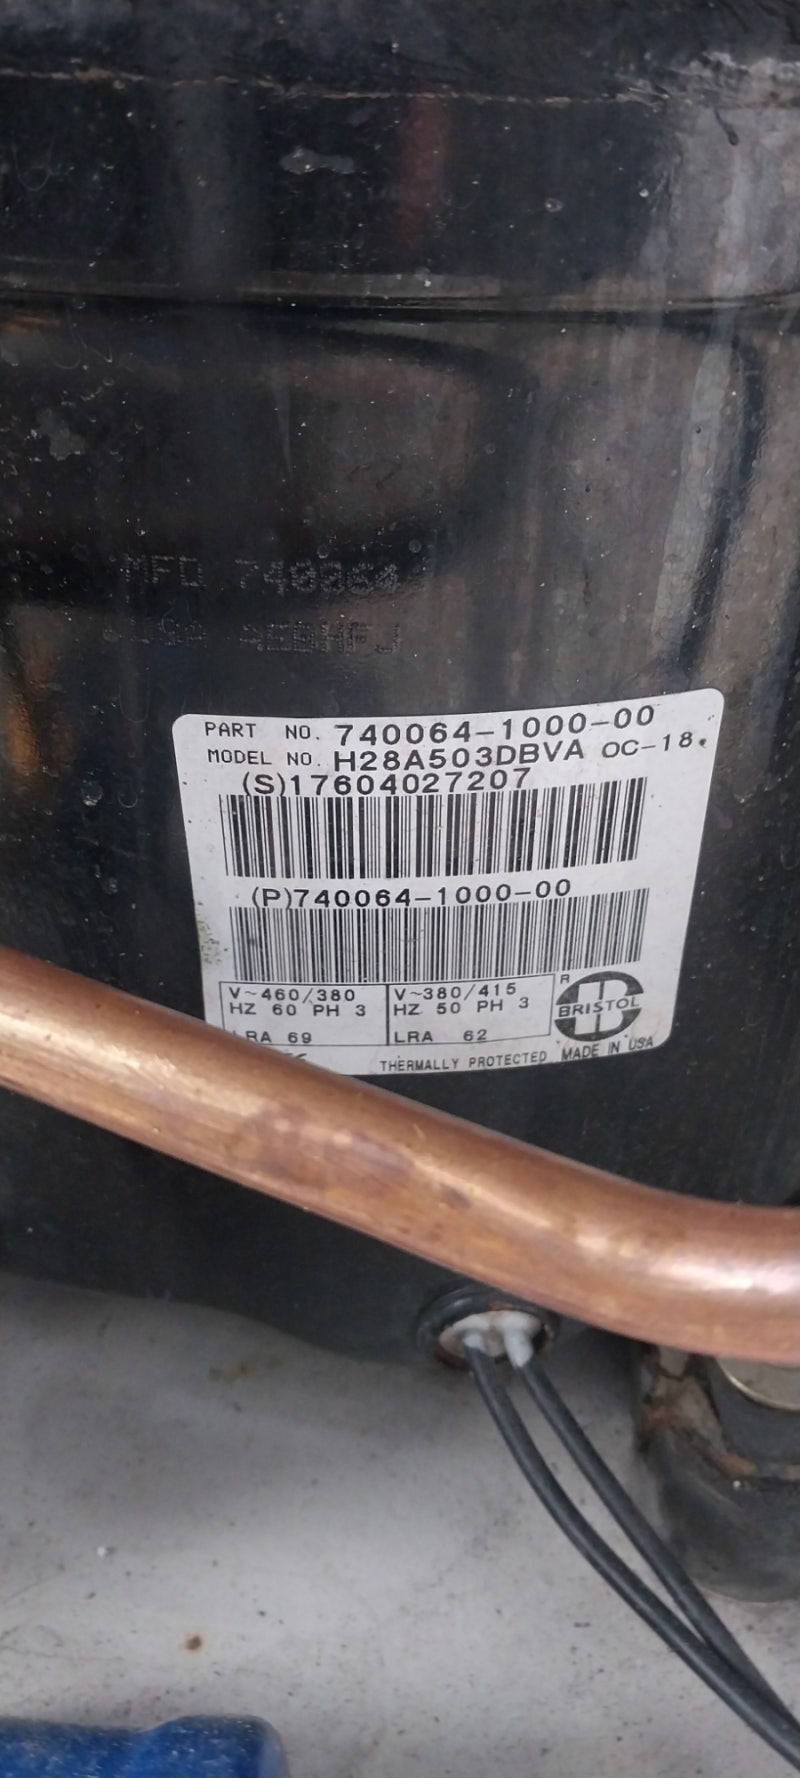 MFD 740064
PART NO. 740064-1000-00
MODEL NO. H28A503DBVA OC-18.
(S)17604027207
(P)740064-1000-00
V~460/380
HZ 60 PH 3
LRA 69
V~380/415
HZ 50 PH 3
LRA 62
R
BRISTOL
THERMALLY PROTECTED MADE IN USA